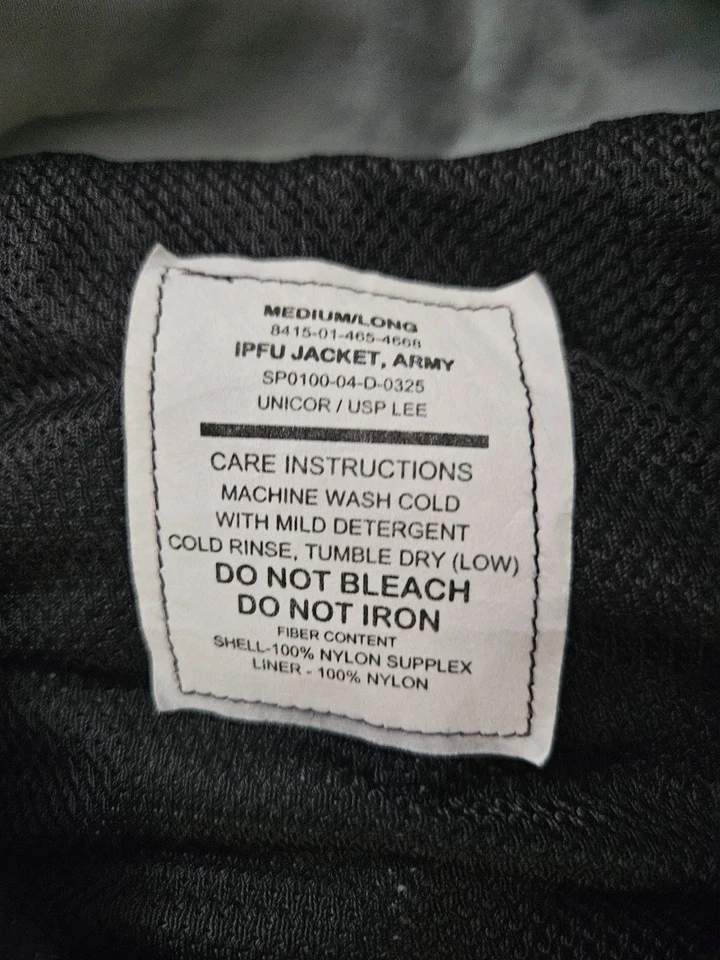 MEDIUM/LONG
8415-01-465-4668
IPFU JACKET, ARMY
SP0100-04-D-0325
UNICOR / USP LEE
CARE INSTRUCTIONS
MACHINE WASH COLD
WITH MILD DETERGENT
COLD RINSE, TUMBLE DRY (LOW)
DO NOT BLEACH
DO NOT IRON
FIBER CONTENT
SHELL-100% NYLON SUPPLEX
LINER - 100% NYLON